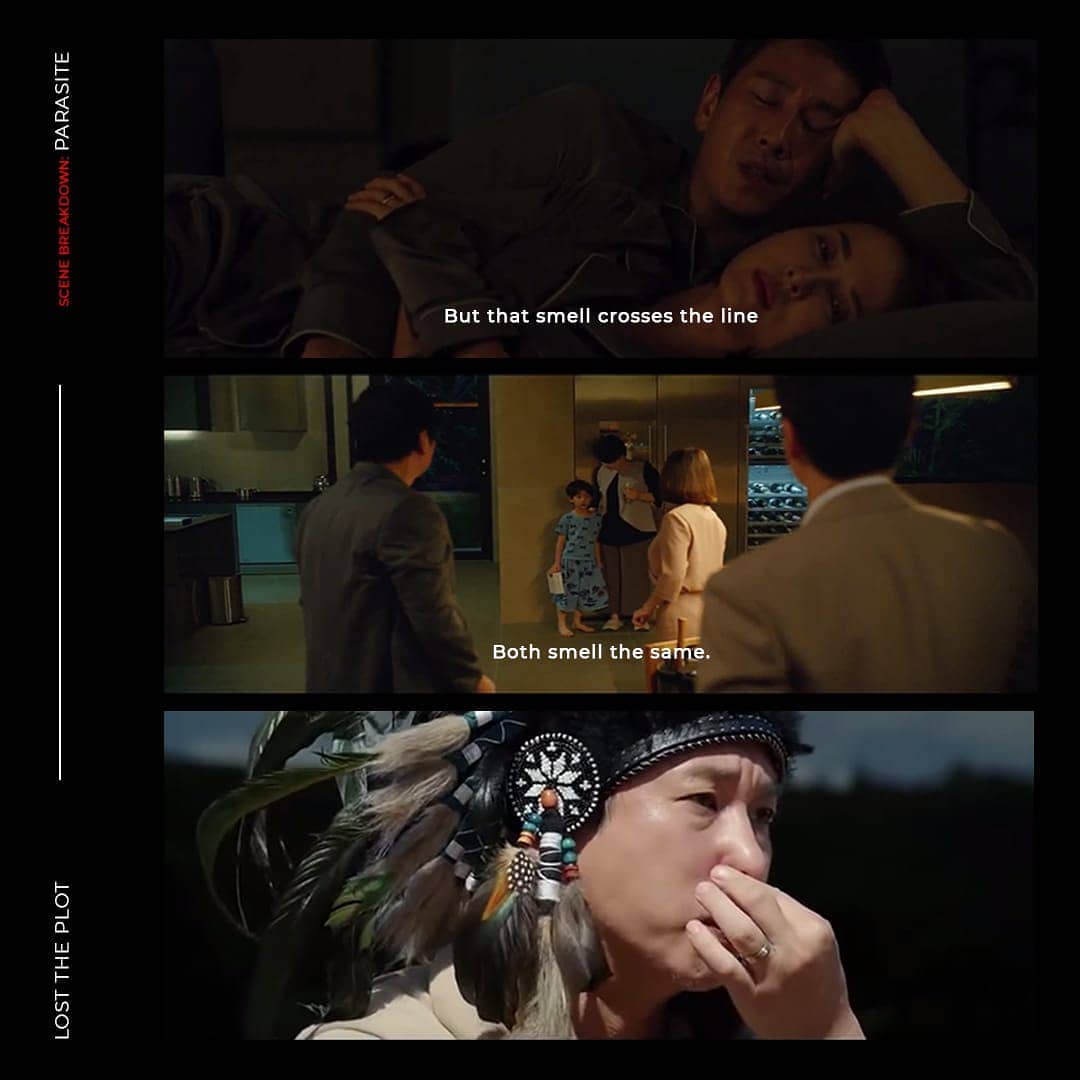 SCENE BREAKDOWN: PARASITE
LOST THE PLOT
But that smell crosses the line
Both smell the same.